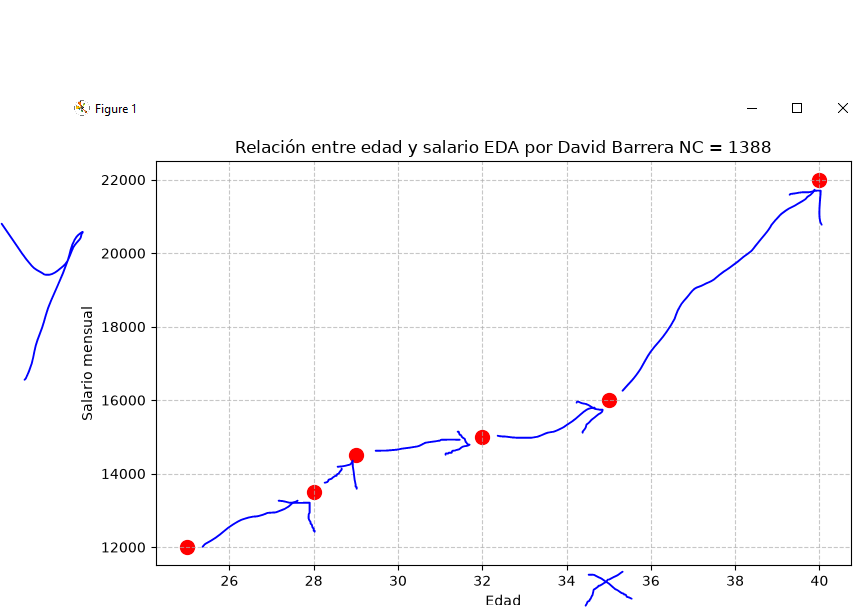 Figure 1
Relación entre edad y salario EDA por David Barrera NC = 1388
22000
20000
18000
16000
14000
12000
Salario mensual
Y
26 28 30 32 34 36 38 40
Edad
X